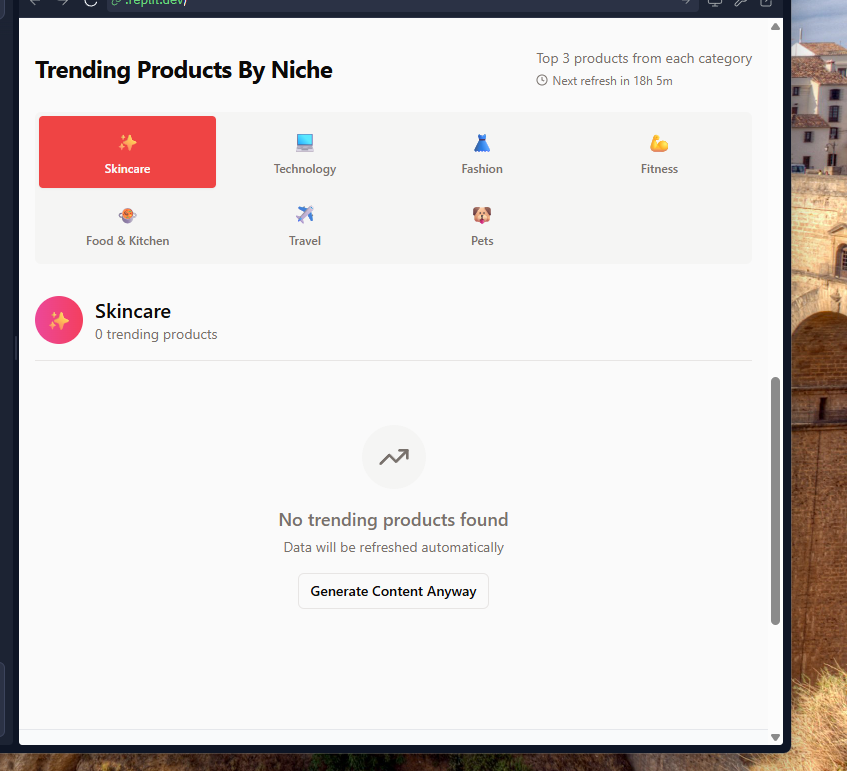 .replit.dev/
Trending Products By Niche
Top 3 products from each category
Next refresh in 18h 5m
Skincare
Technology
Fashion
Fitness
Food & Kitchen
Travel
Pets
Skincare
0 trending products
No trending products found
Data will be refreshed automatically
Generate Content Anyway